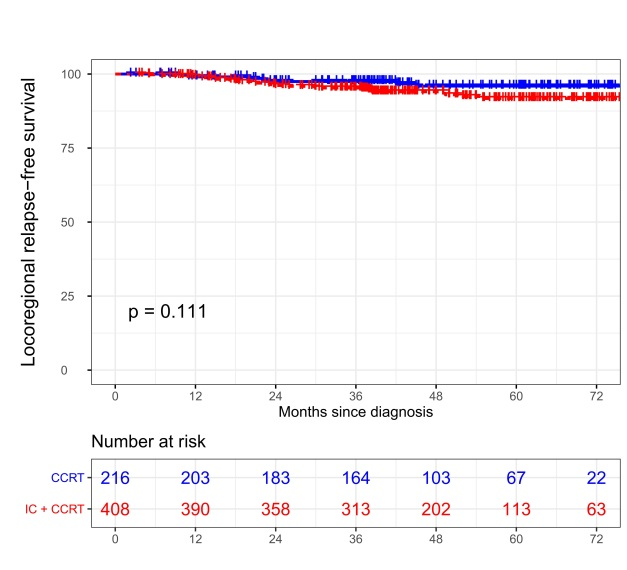 Locoregional relapse−free survival
100
75
50
25
0
p = 0.111
0 12 24 36 48 60 72
Months since diagnosis
Number at risk
CCRT 216 203 183 164 103 67 22
IC + CCRT 408 390 358 313 202 113 63
0 12 24 36 48 60 72